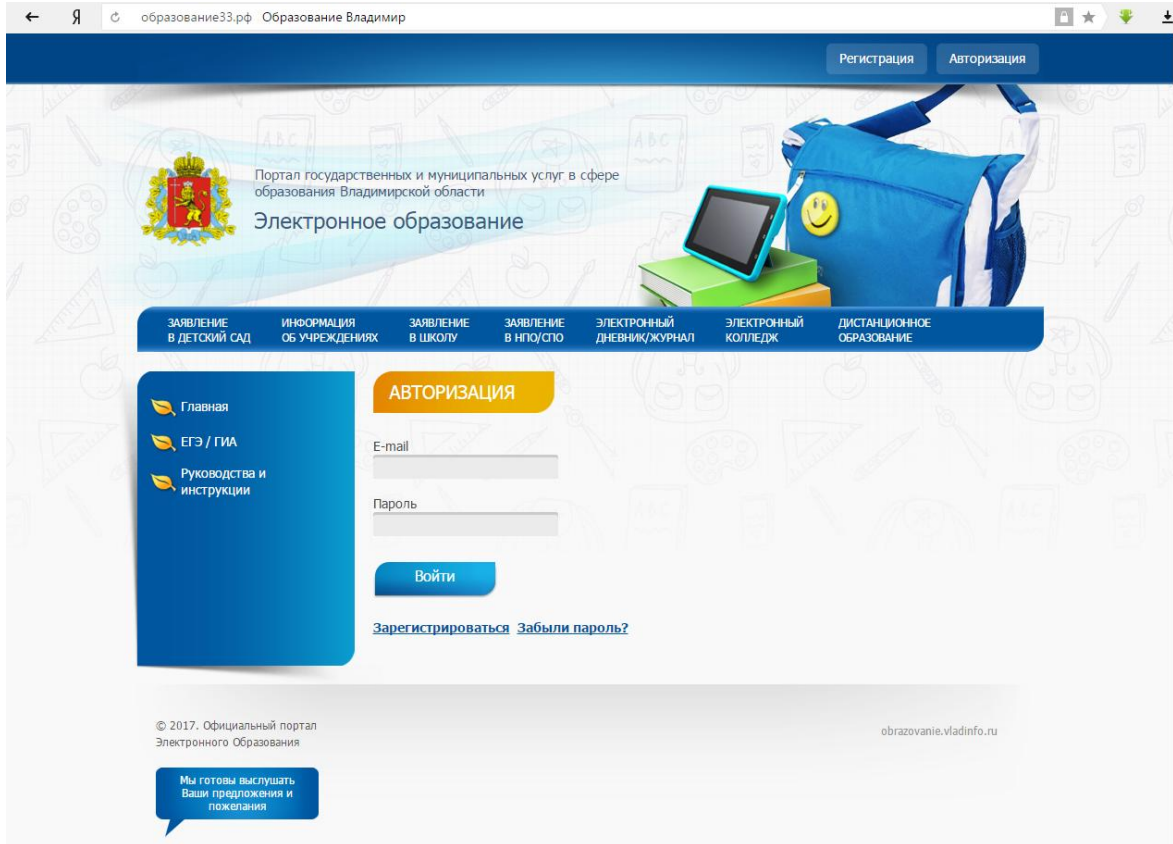 Я образование33.рф Образование Владимир
Регистрация Авторизация
Портал государственных и муниципальных услуг в сфере
образования Владимирской области
Электронное образование
ЗАЯВЛЕНИЕ
В ДЕТСКИЙ САД
ИНФОРМАЦИЯ
ОБ УЧРЕЖДЕНИЯХ
ЗАЯВЛЕНИЕ
В ШКОЛУ
ЗАЯВЛЕНИЕ
В НПО/СПО
ЭЛЕКТРОННЫЙ
ДНЕВНИК/ЖУРНАЛ
ЭЛЕКТРОННЫЙ
КОЛЛЕДЖ
ДИСТАНЦИОННОЕ
ОБРАЗОВАНИЕ
Главная
ЕГЭ / ГИА
Руководства и
инструкции
АВТОРИЗАЦИЯ
E-mail
Пароль
Войти
Зарегистрироваться Забыли пароль?
© 2017. Официальный портал
Электронного Образования
obrazovanie.vladinfo.ru
Мы готовы выслушать
Ваши предложения и
пожелания